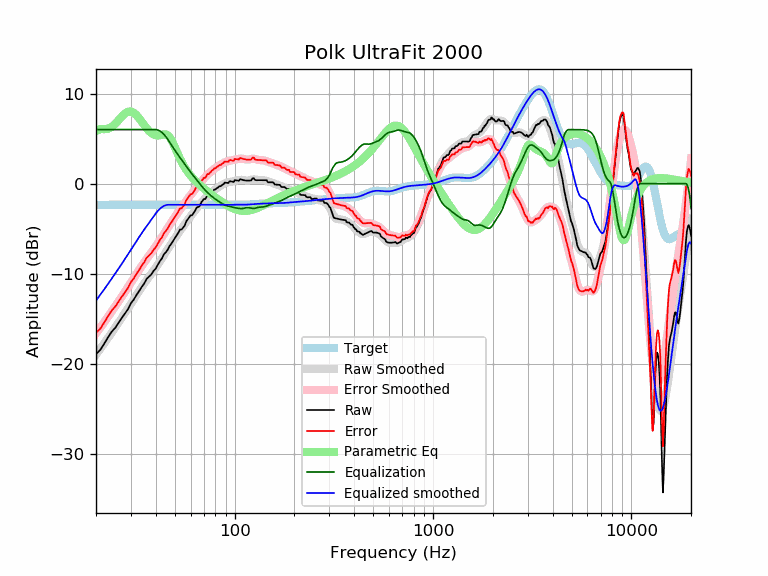 Polk UltraFit 2000
Amplitude (dBr)
10
0
−10
−20
−30
Target
Raw Smoothed
Error Smoothed
Raw
Error
Parametric Eq
Equalization
Equalized smoothed
100
1000
10000
Frequency (Hz)